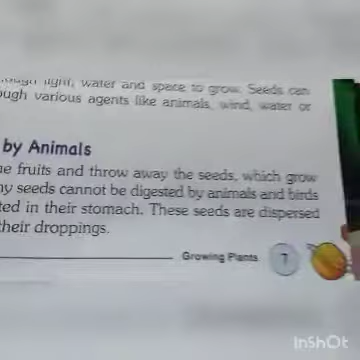 light, water and space to grow. Seeds can
ough various agents like animals, wind, water or
by Animals
he fruits and throw away the seeds, which grow
ny seeds cannot be digested by animals and birds
ted in their stomach. These seeds are dispersed
their droppings.
Growing Plants 7
InShOt